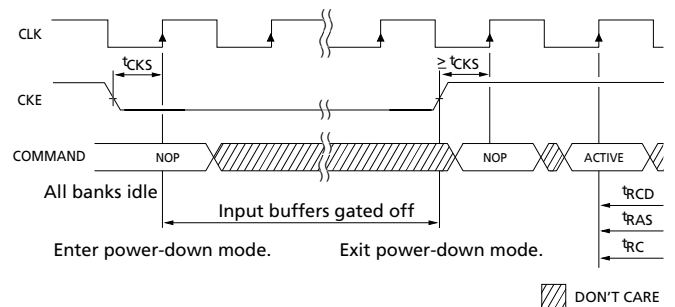 CLK
tCKS
≥ tCKS
CKE
COMMAND
NOP
NOP
ACTIVE
All banks idle
tRCD
Input buffers gated off
tRAS
Enter power-down mode.
Exit power-down mode.
tRC
DON'T CARE